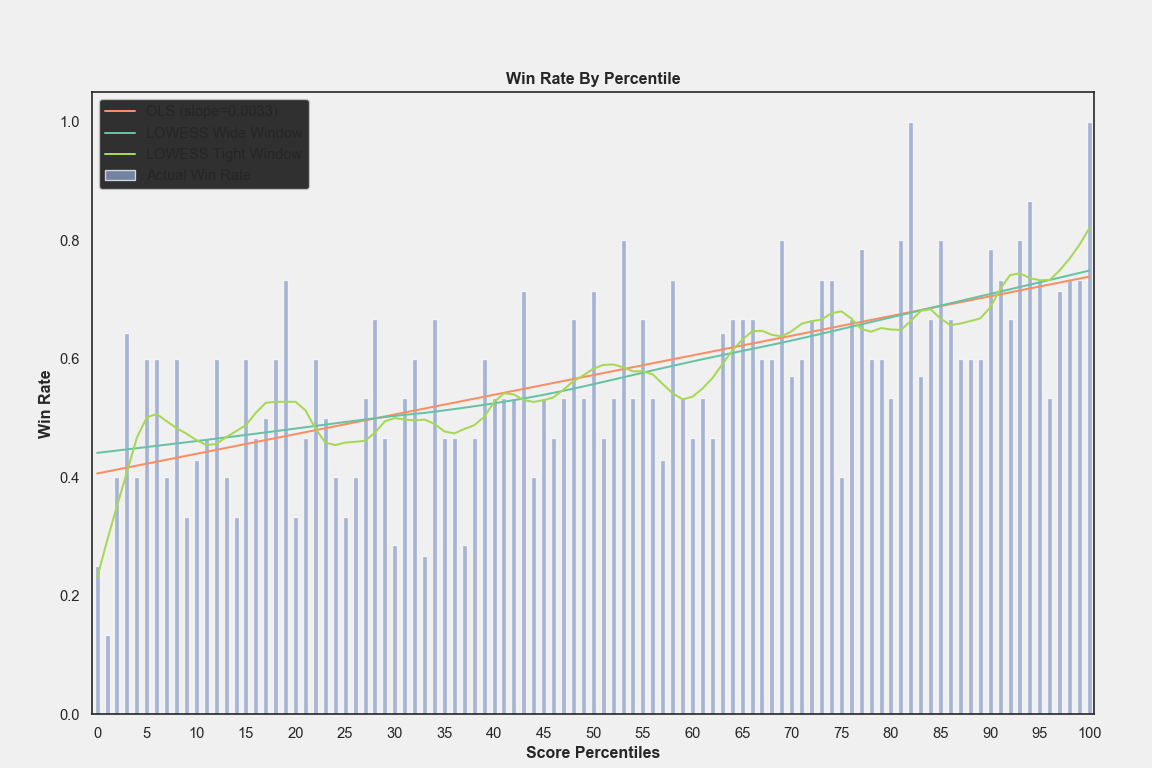 Win Rate By Percentile
OLS (slope=0.0033)
LOWESS Wide Window
LOWESS Tight Window
Actual Win Rate
1.0
0.8
0.6
0.4
0.2
0.0
Win Rate
0 5 10 15 20 25 30 35 40 45 50 55 60 65 70 75 80 85 90 95 100
Score Percentiles